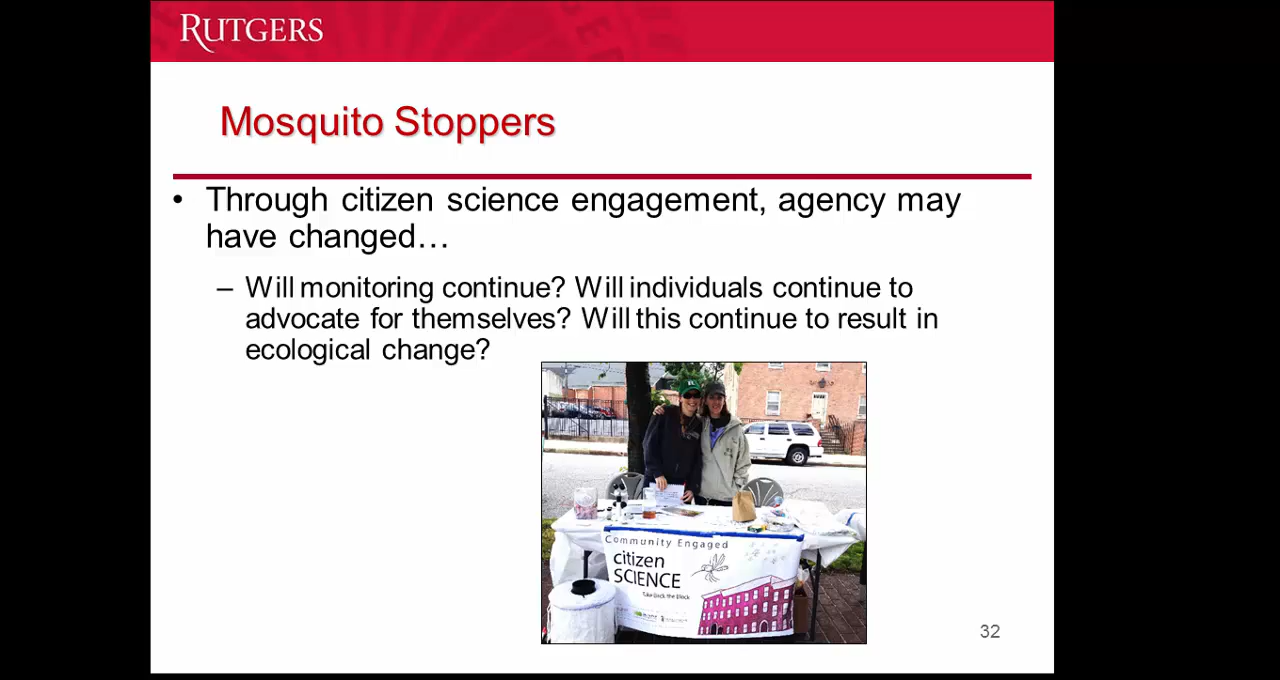 RUTGERS
Mosquito Stoppers
• Through citizen science engagement, agency may
have changed…
– Will monitoring continue? Will individuals continue to
advocate for themselves? Will this continue to result in
ecological change?
Community Engaged
citizen
SCIENCE
Take Back the Block
32